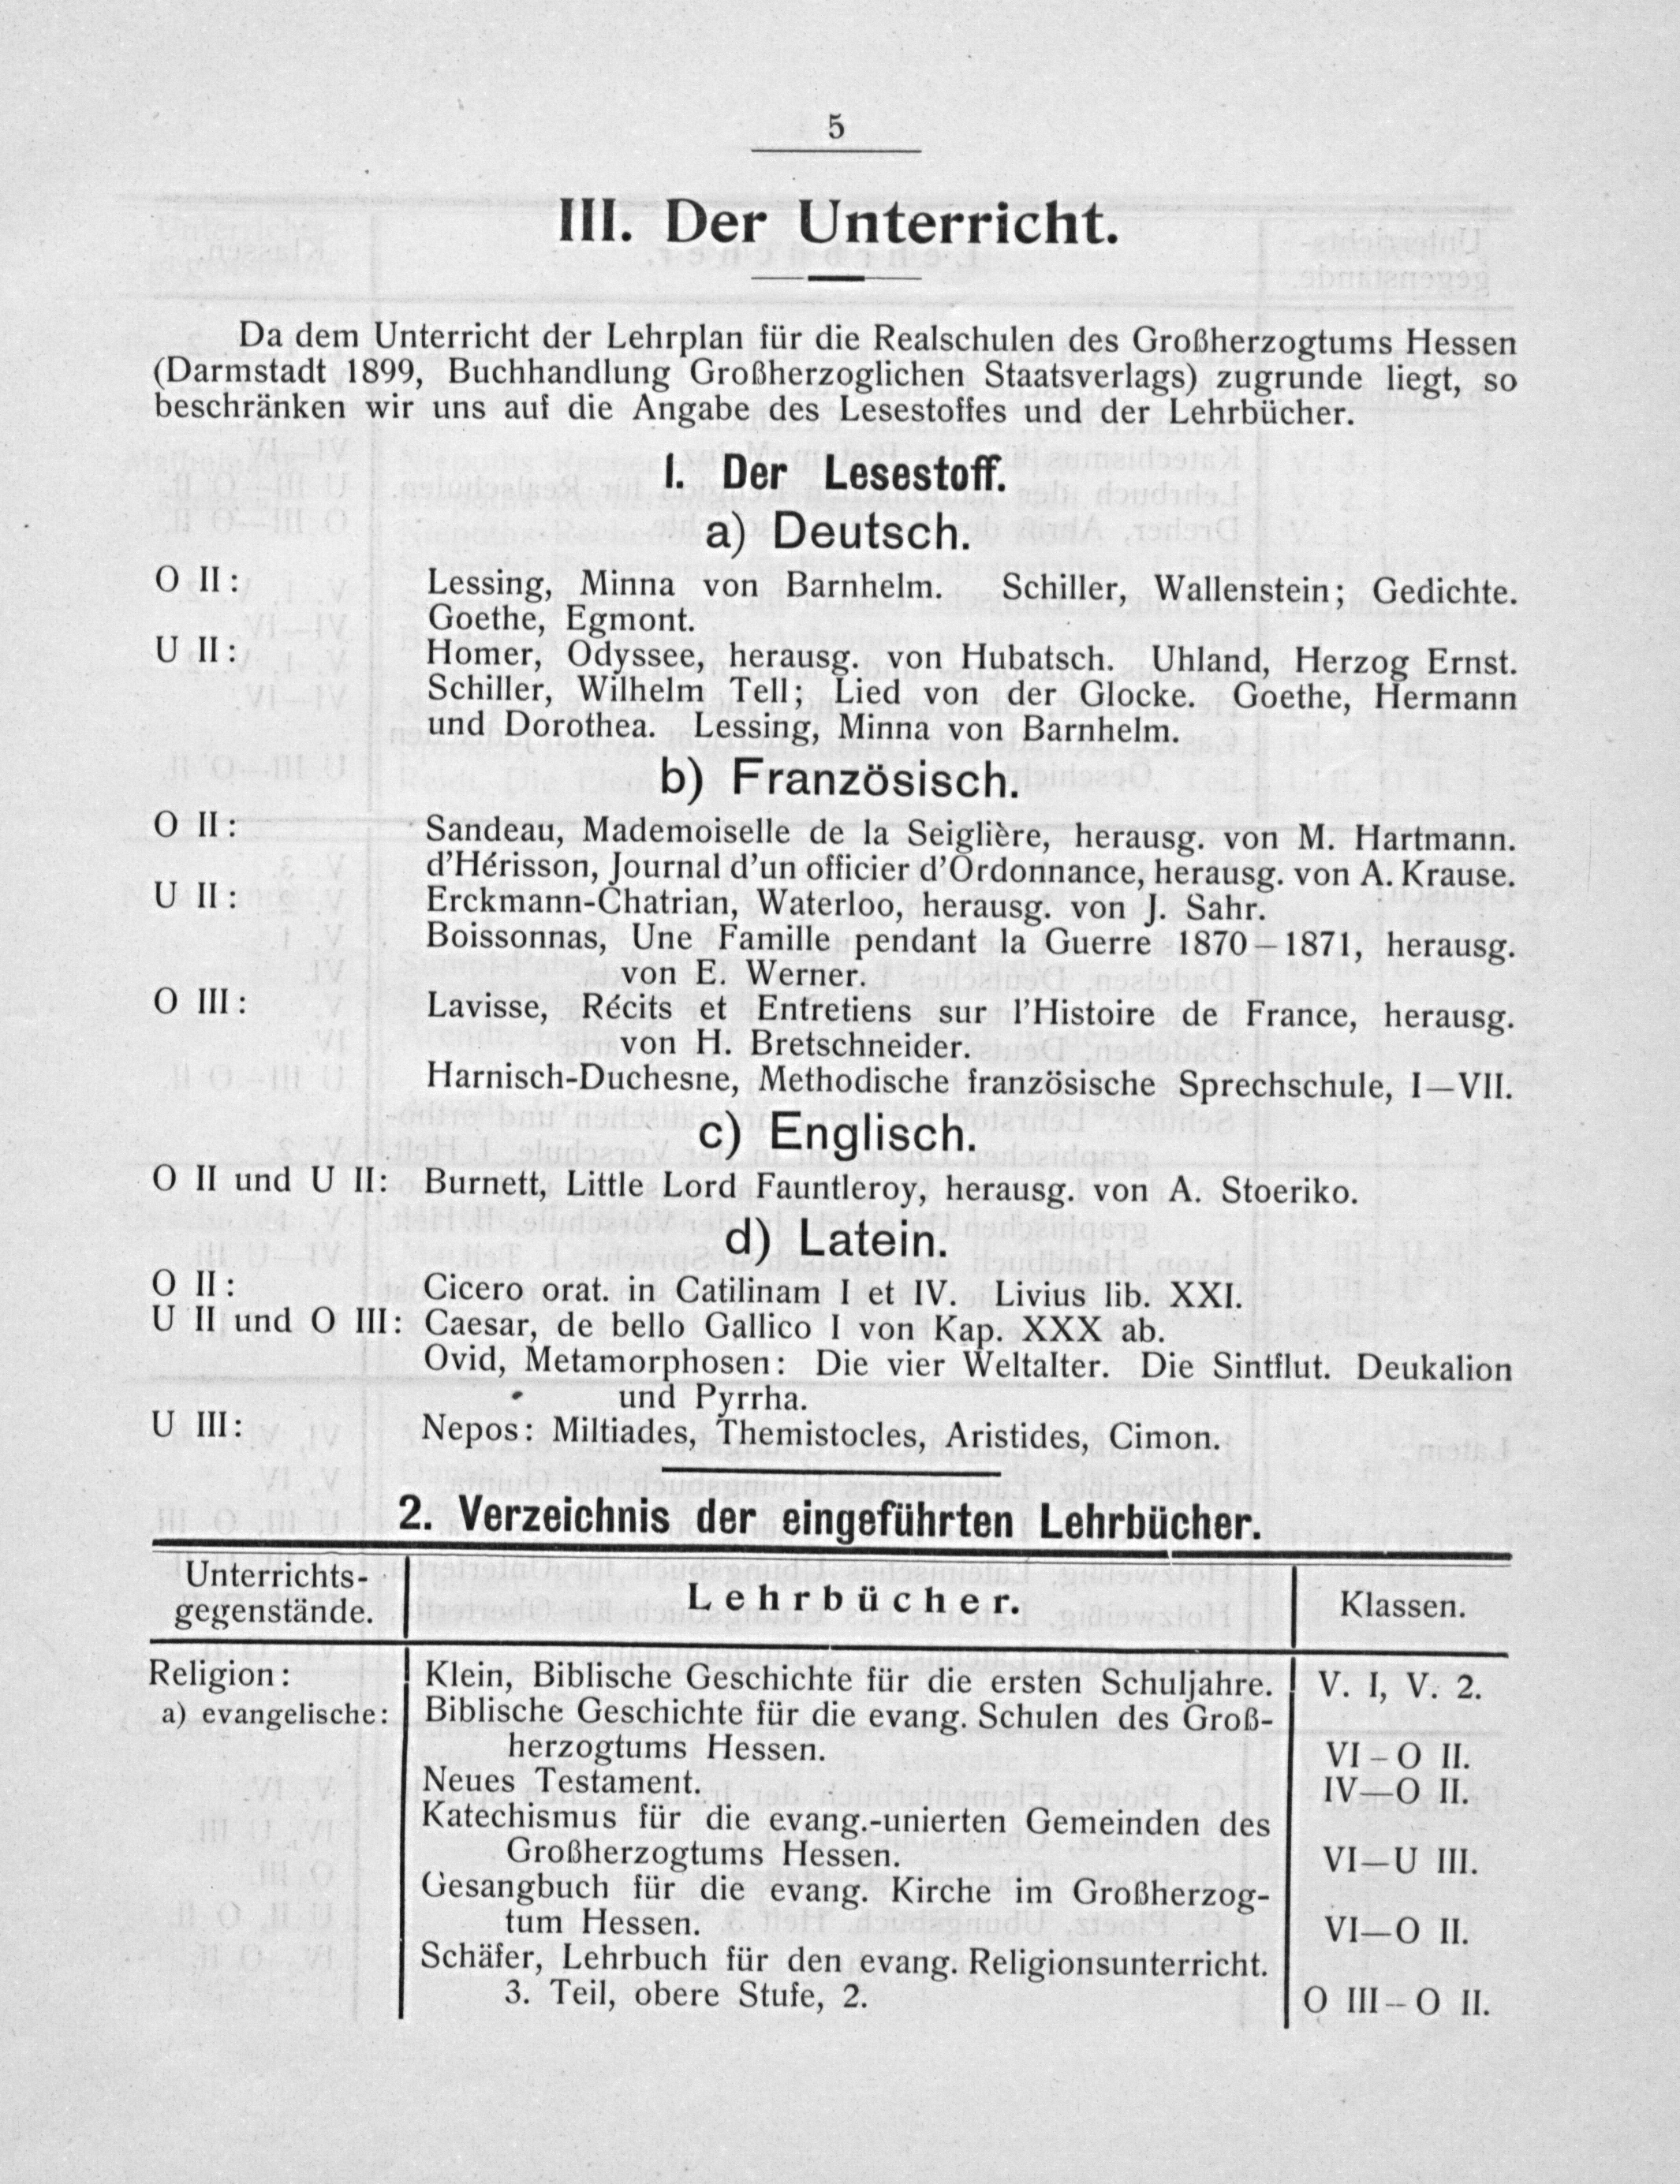 5
III. Der Unterricht.
Da dem Unterricht der Lehrplan für die Realschulen des Großherzogtums Hessen
(Darmstadt 1899, Buchhandlung Großherzoglichen Staatsverlags) zugrunde liegt, so
beschränken wir uns auf die Angabe des Lesestoffes und der Lehrbücher.
I. Der Lesestoff.
a) Deutsch.
O II: Lessing, Minna von Barnhelm. Schiller, Wallenstein; Gedichte.
Goethe, Egmont.
U II: Homer, Odyssee, herausg. von Hubatsch. Uhland, Herzog Ernst.
Schiller, Wilhelm Tell; Lied von der Glocke. Goethe, Hermann
und Dorothea. Lessing, Minna von Barnhelm.
b) Französisch.
O II: Sandeau, Mademoiselle de la Seiglière, herausg. von M. Hartmann.
d'Hérisson, Journal d'un officier d'Ordonnance, herausg. von A. Krause.
U II: Erckmann-Chatrian, Waterloo, herausg. von J. Sahr.
Boissonnas, Une Famille pendant la Guerre 1870–1871, herausg.
von E. Werner.
O III: Lavisse, Récits et Entretiens sur l'Histoire de France, herausg.
von H. Bretschneider.
Harnisch-Duchesne, Methodische französische Sprechschule, I—VII.
c) Englisch.
O II und U II: Burnett, Little Lord Fauntleroy, herausg. von A. Stoeriko.
d) Latein.
O II: Cicero orat. in Catilinam I et IV. Livius lib. XXI.
U II und O III: Caesar, de bello Gallico I von Kap. XXX ab.
Ovid, Metamorphosen: Die vier Weltalter. Die Sintflut. Deukalion
und Pyrrha.
U III: Nepos: Miltiades, Themistocles, Aristides, Cimon.
2. Verzeichnis der eingeführten Lehrbücher.
Unterrichts-
gegenstände.
Lehrbücher.
Klassen.
Religion: Klein, Biblische Geschichte für die ersten Schuljahre. V. I, V. 2.
a) evangelische: Biblische Geschichte für die evang. Schulen des Groß-
herzogtums Hessen. VI–O II.
Neues Testament. IV—O II.
Katechismus für die evang.-unierten Gemeinden des
Großherzogtums Hessen. VI—U III.
Gesangbuch für die evang. Kirche im Großherzog-
tum Hessen. VI—O II.
Schäfer, Lehrbuch für den evang. Religionsunterricht.
3. Teil, obere Stufe, 2. O III–O II.